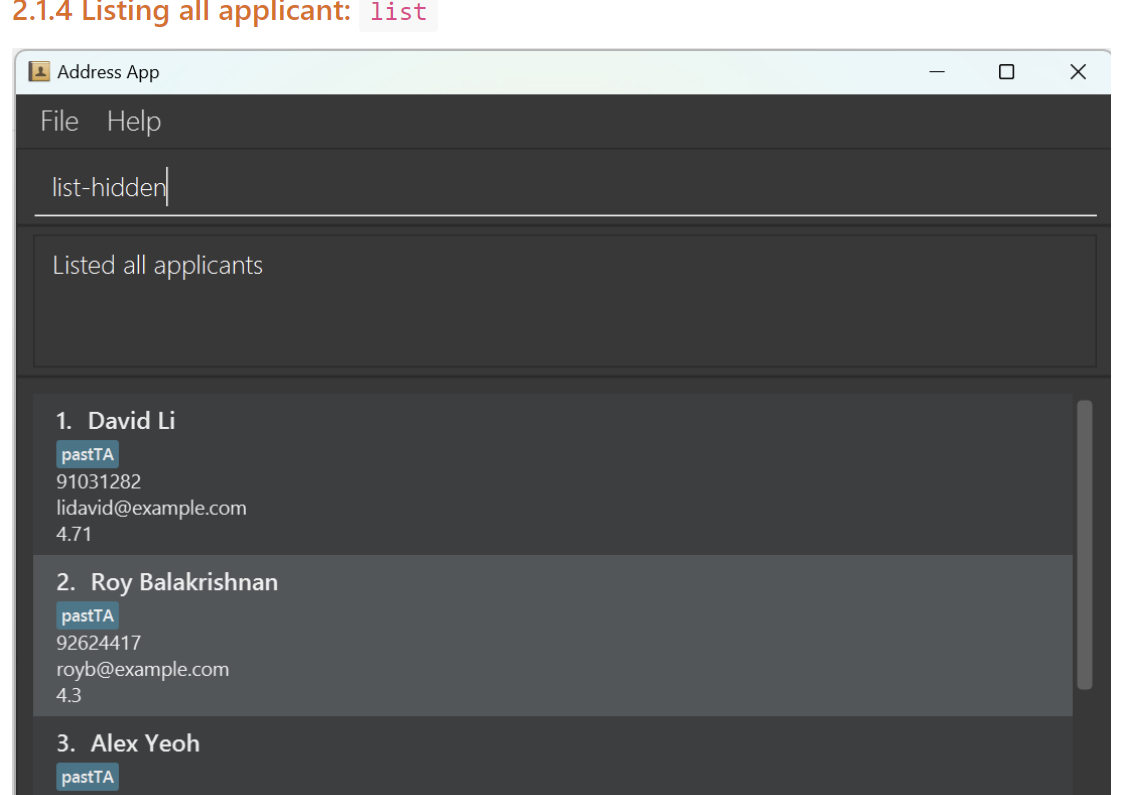 2.1.4 Listing all applicant: list
Address App
File Help
list-hidden
Listed all applicants
1. David Li
pastTA
91031282
lidavid@example.com
4.71
2. Roy Balakrishnan
pastTA
92624417
royb@example.com
4.3
3. Alex Yeoh
pastTA